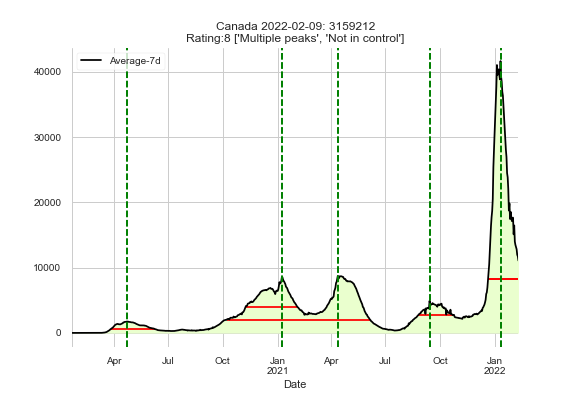 Canada 2022-02-09: 3159212
Rating:8 ['Multiple peaks', 'Not in control']
Average-7d
40000
30000
20000
10000
0
Apr Jul Oct Jan Apr Jul Oct Jan
2021 2022
Date